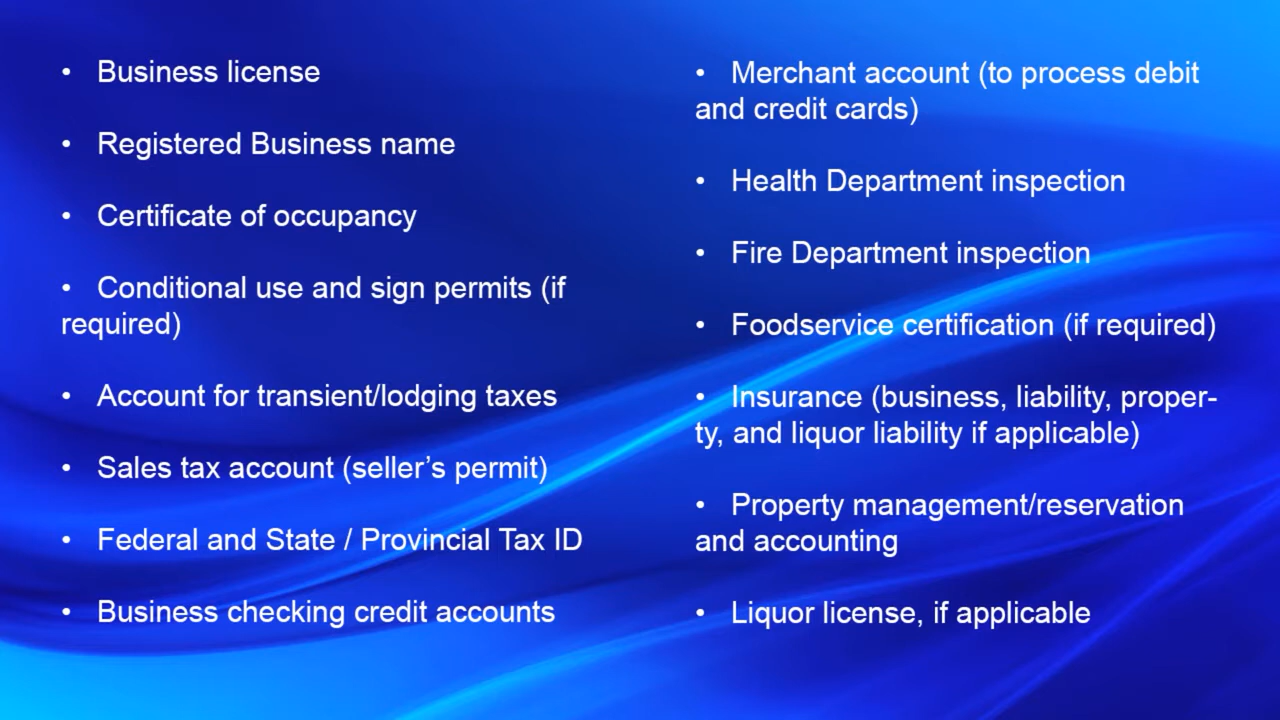 • Business license
• Registered Business name
• Certificate of occupancy
• Conditional use and sign permits (if
required)
• Account for transient/lodging taxes
• Sales tax account (seller’s permit)
• Federal and State / Provincial Tax ID
• Business checking credit accounts
• Merchant account (to process debit
and credit cards)
• Health Department inspection
• Fire Department inspection
• Foodservice certification (if required)
• Insurance (business, liability, proper-
ty, and liquor liability if applicable)
• Property management/reservation
and accounting
• Liquor license, if applicable